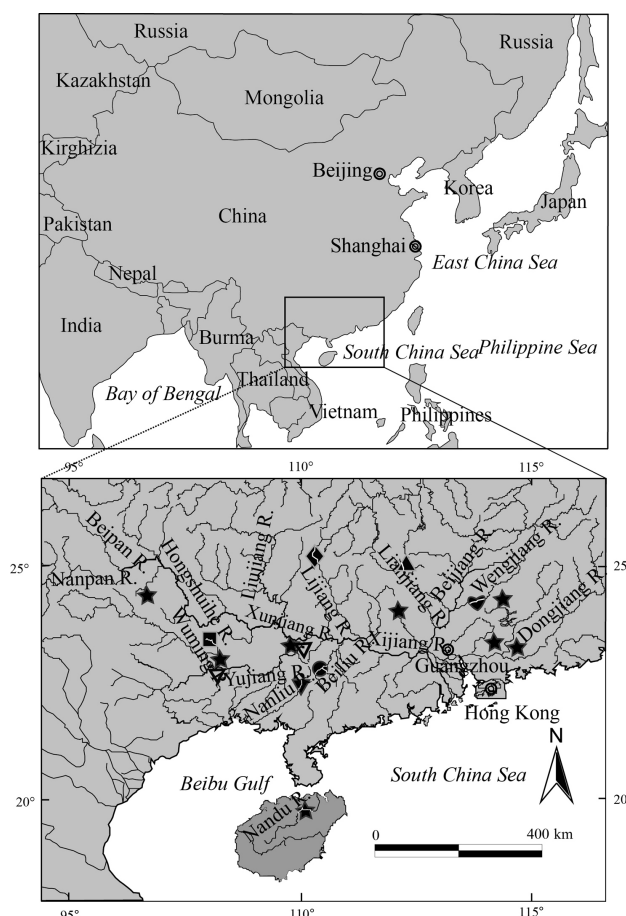 Russia
Russia
Kazakhstan
Mongolia
Kirghizia
Beijing
Korea
Japan
China
Pakistan
Shanghai
East China Sea
Nepal
India
Burma
South China Sea
Philippine Sea
Thailand
Bay of Bengal
Vietnam
Philippines
95°
110°
115°
Beipan R.
Hongshuihe R.
Liujiang R.
Lijiang R.
Lianjiang R.
Beijiang R.
Wengjiang R.
25°
25°
Nanpan R.
Dongjiang R.
Wuming R.
Xunjiang R.
Xijiang R.
Yujiang R.
Nanliu R.
Beiliu R.
Guangzhou
Hong Kong
N
Beibu Gulf
South China Sea
20°
20°
Nandu R.
0
400 km
95°
110°
115°